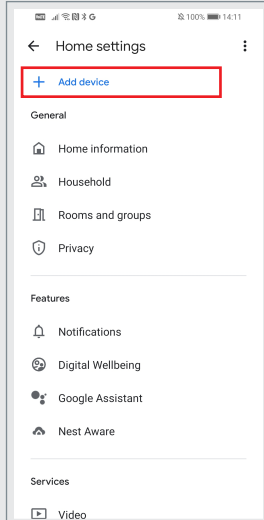 100% 14:11
Home settings
Add device
General
Home information
Household
Rooms and groups
Privacy
Features
Notifications
Digital Wellbeing
Google Assistant
Nest Aware
Services
Video